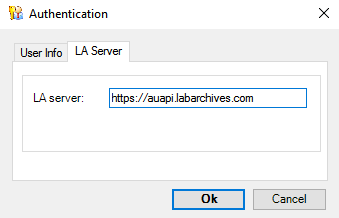 Authentication
User Info
LA Server
LA server:
https://auapi.labarchives.com
Ok
Cancel